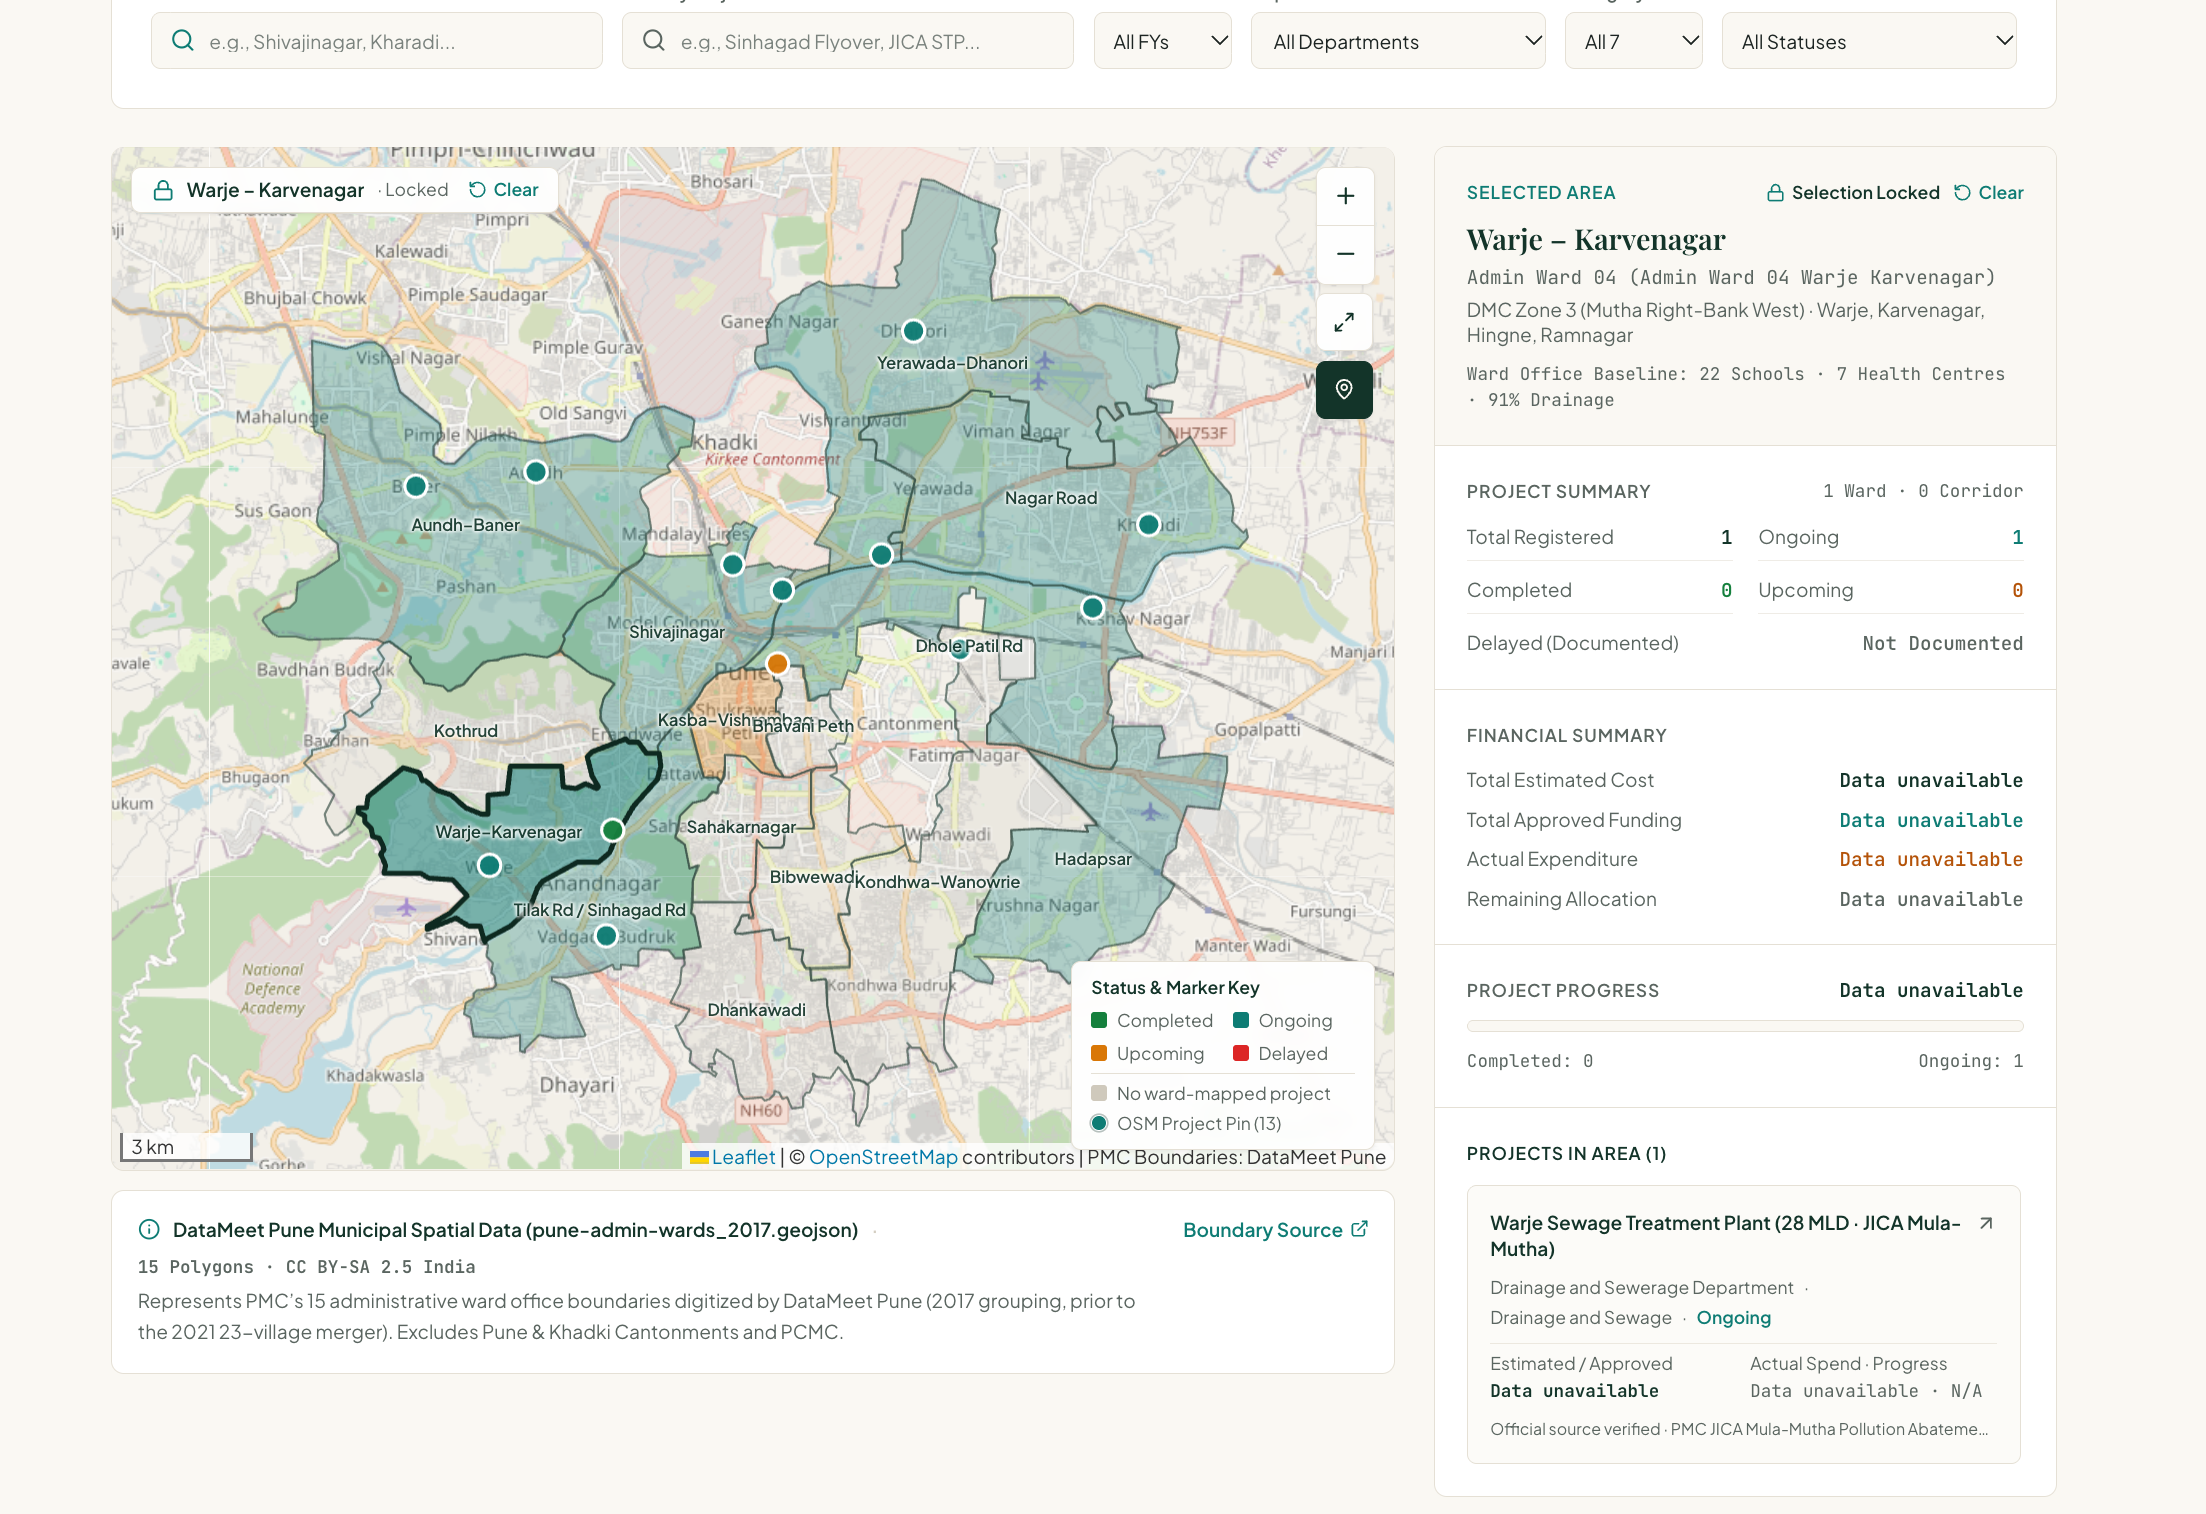 e.g., Shivajinagar, Kharadi...
e.g., Sinhagad Flyover, JICA STP...
All FYs
All Departments
All 7
All Statuses
Warje – Karvenagar · Locked Clear
Pimpri-Chinchwad
Bhosari
Pimpri
Kalewadi
Bhujbal Chowk
Pimple Saudagar
Ganesh Nagar
Vishal Nagar
Pimple Gurav
Yerawada–Dhanori
Mahalunge
Old Sangvi
Pimple Nilakh
Khadki
Kirkee Cantonment
Vishrantwadi
Viman Nagar
NH753F
Yerawada
Nagar Road
Sus Gaon
Aundh–Baner
Mandalay Lines
Pashan
Model Colony
Shivajinagar
Keshav Nagar
Dhole Patil Rd
Manjari
Bavdhan Budruk
Pune
Kothrud
Kasba–Vishrambag
Bhavani Peth
Cantonment
Erandwane
Gopalpatti
Bavdhan
Fatima Nagar
Bhugaon
Dattawadi
ukum
Warje–Karvenagar
Sahakarnagar
Wanawadi
Hadapsar
Bibwewadi
Kondhwa–Wanowrie
Anandnagar
Tilak Rd / Sinhagad Rd
Krushna Nagar
Fursungi
Shivane
Vadgaon Budruk
Manter Wadi
National
Defence
Academy
Kondhwa Budruk
Dhankawadi
Khadakwasla
Dhayari
NH60
Gorhe
3 km
Status & Marker Key
Completed Ongoing
Upcoming Delayed
No ward-mapped project
OSM Project Pin (13)
Leaflet | © OpenStreetMap contributors | PMC Boundaries: DataMeet Pune
DataMeet Pune Municipal Spatial Data (pune-admin-wards_2017.geojson) ·
Boundary Source
15 Polygons · CC BY-SA 2.5 India
Represents PMC's 15 administrative ward office boundaries digitized by DataMeet Pune (2017 grouping, prior to
the 2021 23–village merger). Excludes Pune & Khadki Cantonments and PCMC.
SELECTED AREA
Selection Locked Clear
Warje – Karvenagar
Admin Ward 04 (Admin Ward 04 Warje Karvenagar)
DMC Zone 3 (Mutha Right-Bank West) · Warje, Karvenagar,
Hingne, Ramnagar
Ward Office Baseline: 22 Schools · 7 Health Centres
· 91% Drainage
PROJECT SUMMARY
1 Ward · 0 Corridor
Total Registered 1
Ongoing 1
Completed 0
Upcoming 0
Delayed (Documented) Not Documented
FINANCIAL SUMMARY
Total Estimated Cost Data unavailable
Total Approved Funding Data unavailable
Actual Expenditure Data unavailable
Remaining Allocation Data unavailable
PROJECT PROGRESS Data unavailable
Completed: 0 Ongoing: 1
PROJECTS IN AREA (1)
Warje Sewage Treatment Plant (28 MLD · JICA Mula-
Mutha)
Drainage and Sewerage Department ·
Drainage and Sewage · Ongoing
Estimated / Approved
Data unavailable
Actual Spend · Progress
Data unavailable · N/A
Official source verified · PMC JICA Mula-Mutha Pollution Abateme...